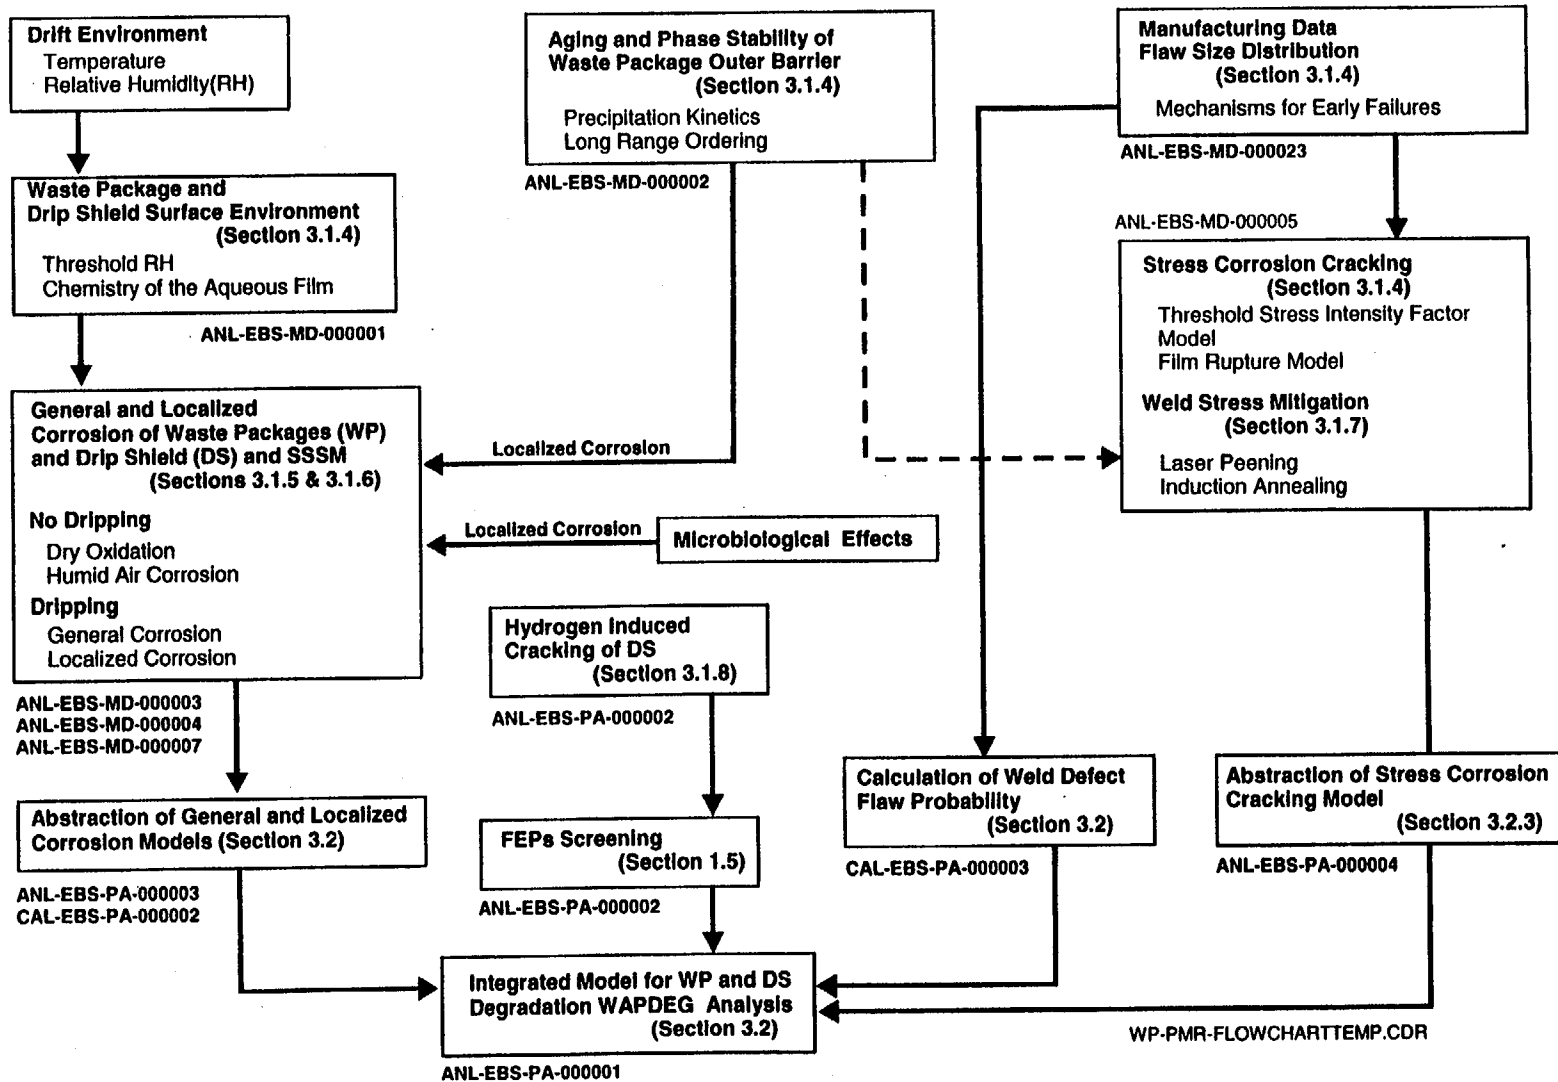 Drift Environment
Temperature
Relative Humidity(RH)
Aging and Phase Stability of
Waste Package Outer Barrier
(Section 3.1.4)
Precipitation Kinetics
Long Range Ordering
ANL-EBS-MD-000002
Manufacturing Data
Flaw Size Distribution
(Section 3.1.4)
Mechanisms for Early Failures
ANL-EBS-MD-000023
Waste Package and
Drip Shield Surface Environment
(Section 3.1.4)
Threshold RH
Chemistry of the Aqueous Film
ANL-EBS-MD-000001
ANL-EBS-MD-000005
Stress Corrosion Cracking
(Section 3.1.4)
Threshold Stress Intensity Factor
Model
Film Rupture Model
Weld Stress Mitigation
(Section 3.1.7)
Laser Peening
Induction Annealing
General and Localized
Corrosion of Waste Packages (WP)
and Drip Shield (DS) and SSSM
(Sections 3.1.5 & 3.1.6)
No Dripping
Dry Oxidation
Humid Air Corrosion
Dripping
General Corrosion
Localized Corrosion
ANL-EBS-MD-000003
ANL-EBS-MD-000004
ANL-EBS-MD-000007
Localized Corrosion
Localized Corrosion
Microbiological Effects
Hydrogen Induced
Cracking of DS
(Section 3.1.8)
ANL-EBS-PA-000002
Abstraction of General and Localized
Corrosion Models (Section 3.2)
ANL-EBS-PA-000003
CAL-EBS-PA-000002
FEPs Screening
(Section 1.5)
ANL-EBS-PA-000002
Calculation of Weld Defect
Flaw Probability
(Section 3.2)
CAL-EBS-PA-000003
Abstraction of Stress Corrosion
Cracking Model
(Section 3.2.3)
ANL-EBS-PA-000004
Integrated Model for WP and DS
Degradation WAPDEG Analysis
(Section 3.2)
ANL-EBS-PA-000001
WP-PMR-FLOWCHARTTEMP.CDR